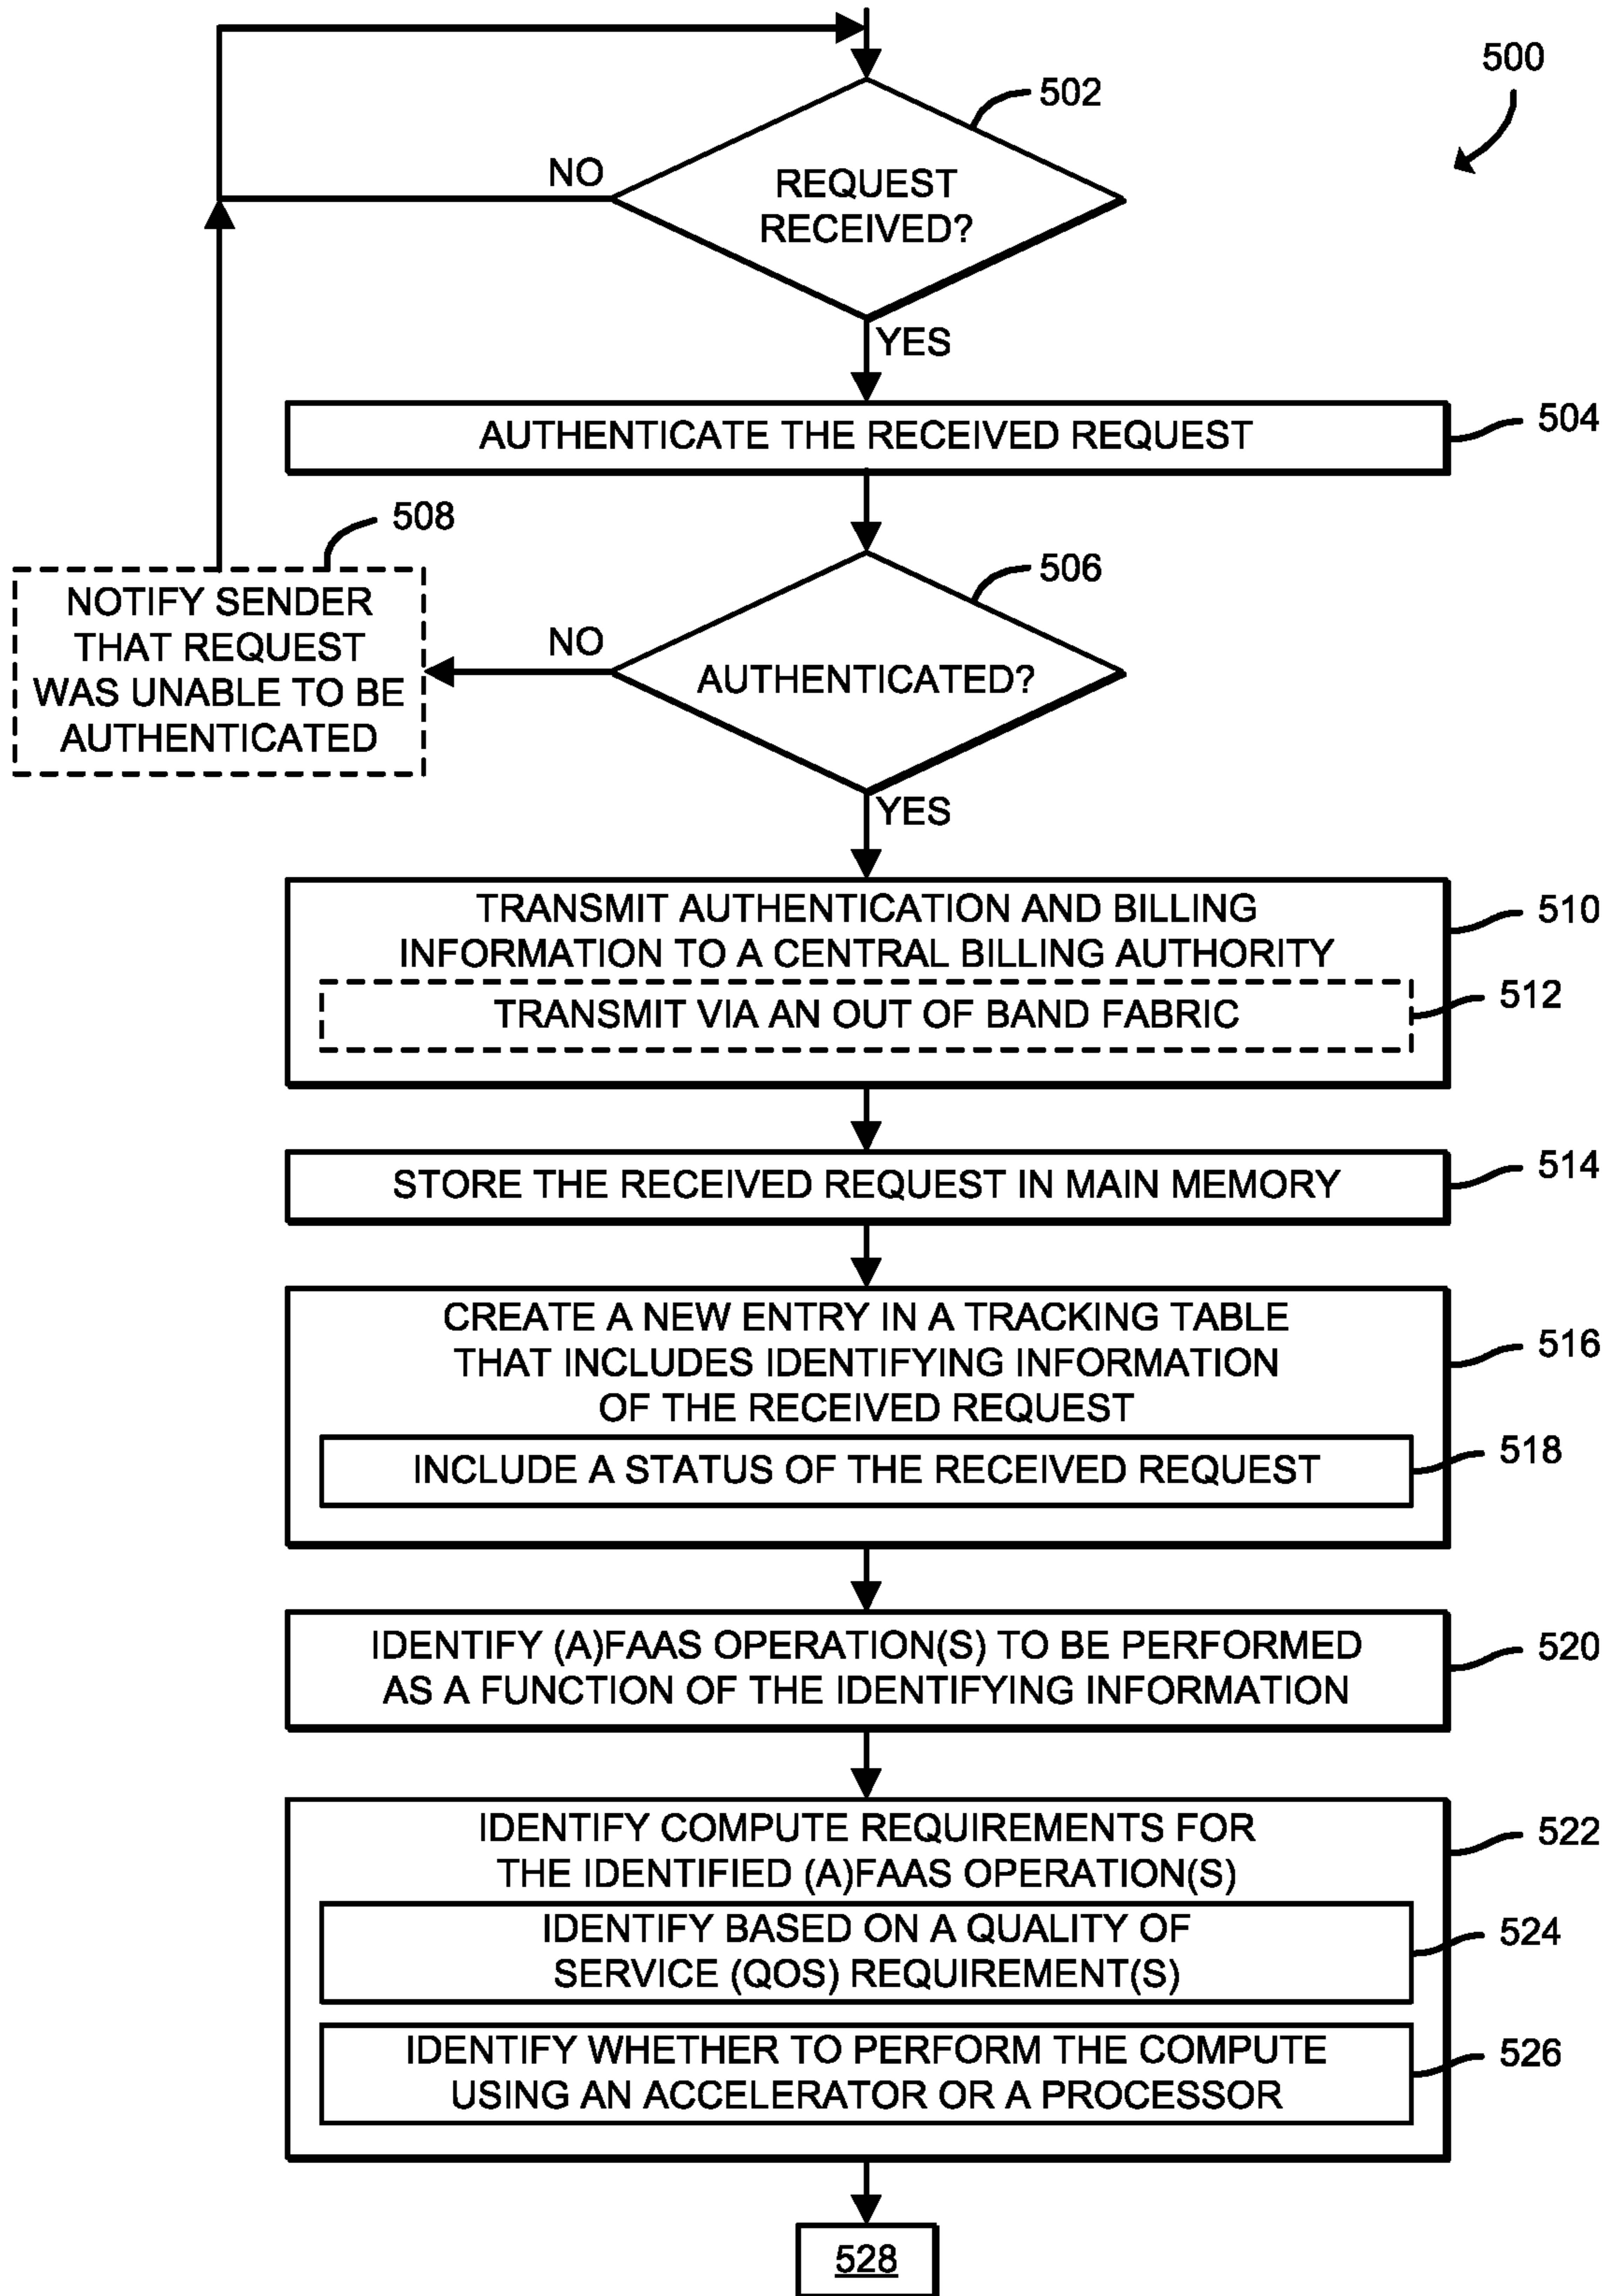 500
502
NO
REQUEST
RECEIVED?
YES
AUTHENTICATE THE RECEIVED REQUEST
504
508
506
NOTIFY SENDER
THAT REQUEST
WAS UNABLE TO BE
AUTHENTICATED
NO
AUTHENTICATED?
YES
TRANSMIT AUTHENTICATION AND BILLING
INFORMATION TO A CENTRAL BILLING AUTHORITY
510
TRANSMIT VIA AN OUT OF BAND FABRIC
512
STORE THE RECEIVED REQUEST IN MAIN MEMORY
514
CREATE A NEW ENTRY IN A TRACKING TABLE
THAT INCLUDES IDENTIFYING INFORMATION
OF THE RECEIVED REQUEST
516
INCLUDE A STATUS OF THE RECEIVED REQUEST
518
IDENTIFY (A)FAAS OPERATION(S) TO BE PERFORMED
AS A FUNCTION OF THE IDENTIFYING INFORMATION
520
IDENTIFY COMPUTE REQUIREMENTS FOR
THE IDENTIFIED (A)FAAS OPERATION(S)
522
IDENTIFY BASED ON A QUALITY OF
SERVICE (QOS) REQUIREMENT(S)
524
IDENTIFY WHETHER TO PERFORM THE COMPUTE
USING AN ACCELERATOR OR A PROCESSOR
526
528